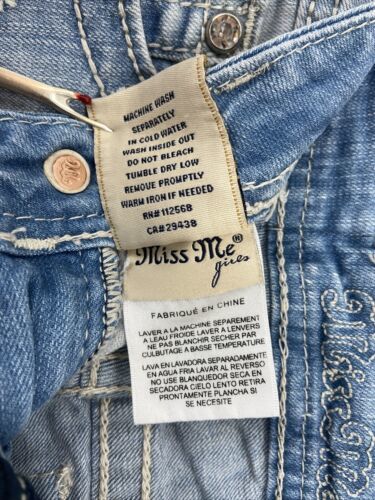 MACHINE WASH
SEPARATELY
IN COLD WATER
WASH INSIDE OUT
DO NOT BLEACH
TUMBLE DRY LOW
REMOVE PROMPTLY
WARM IRON IF NEEDED
RN#112568
CA#29438
Miss Me®
girls
FABRIQUÉ EN CHINE
LAVER A LA MACHINE SEPAREMENT
A LEAU FROIDE LAVER A LENVERS
NE PAS BLANCHIR SECHER PAR
CULBUTAGE A BASSE TEMPERATURE
LAVA EN LAVADORA SEPARADAMENTE
EN AGUA FRIA LAVAR AL REVERSO
NO USE BLANQUEDOR SECA EN
SECADORA CIELO LENTO RETIRA
PRONTAMENTE PLANCHA SI
SE NECESITE